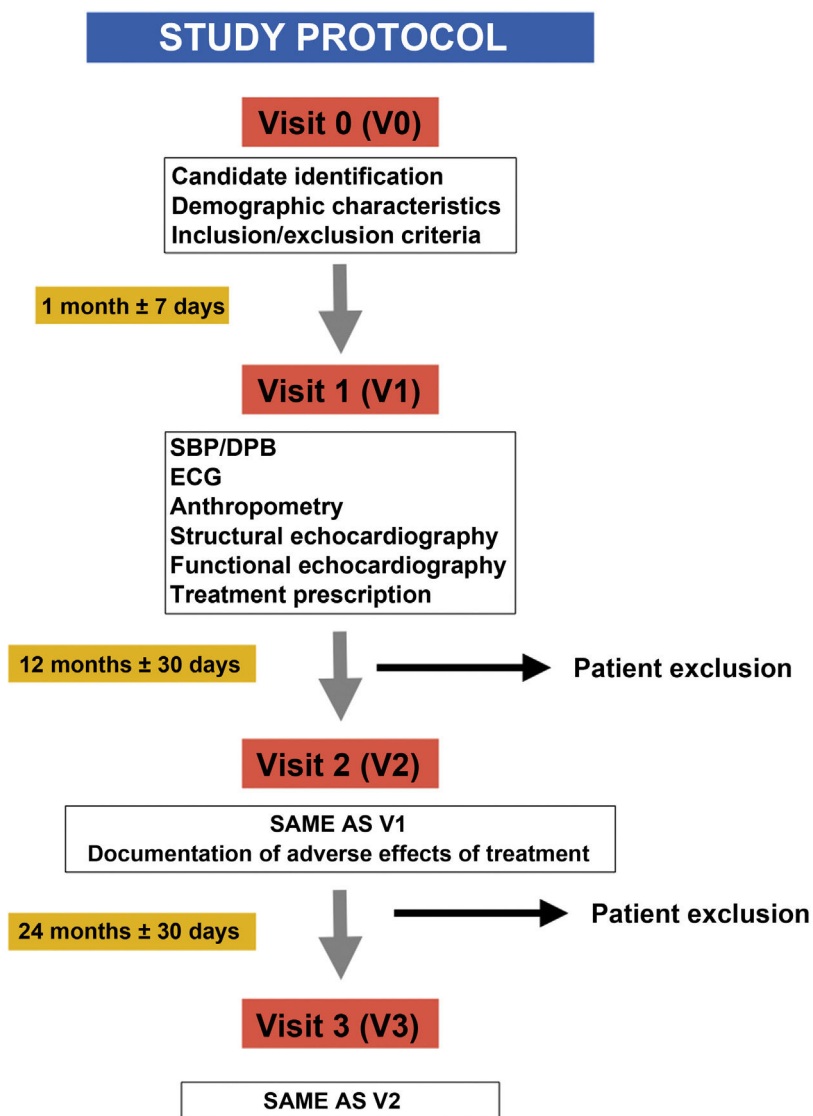 STUDY PROTOCOL
Visit 0 (V0)
Candidate identification
Demographic characteristics
Inclusion/exclusion criteria
1 month ± 7 days
Visit 1 (V1)
SBP/DPB
ECG
Anthropometry
Structural echocardiography
Functional echocardiography
Treatment prescription
12 months ± 30 days
Patient exclusion
Visit 2 (V2)
SAME AS V1
Documentation of adverse effects of treatment
24 months ± 30 days
Patient exclusion
Visit 3 (V3)
SAME AS V2